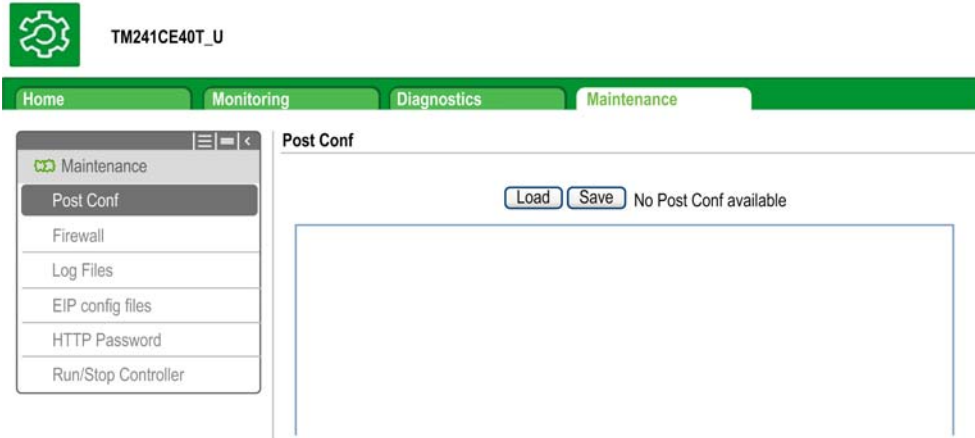 TM241CE40T_U
Home Monitoring Diagnostics Maintenance
Maintenance
Post Conf
Firewall
Log Files
EIP config files
HTTP Password
Run/Stop Controller
Post Conf
Load Save No Post Conf available